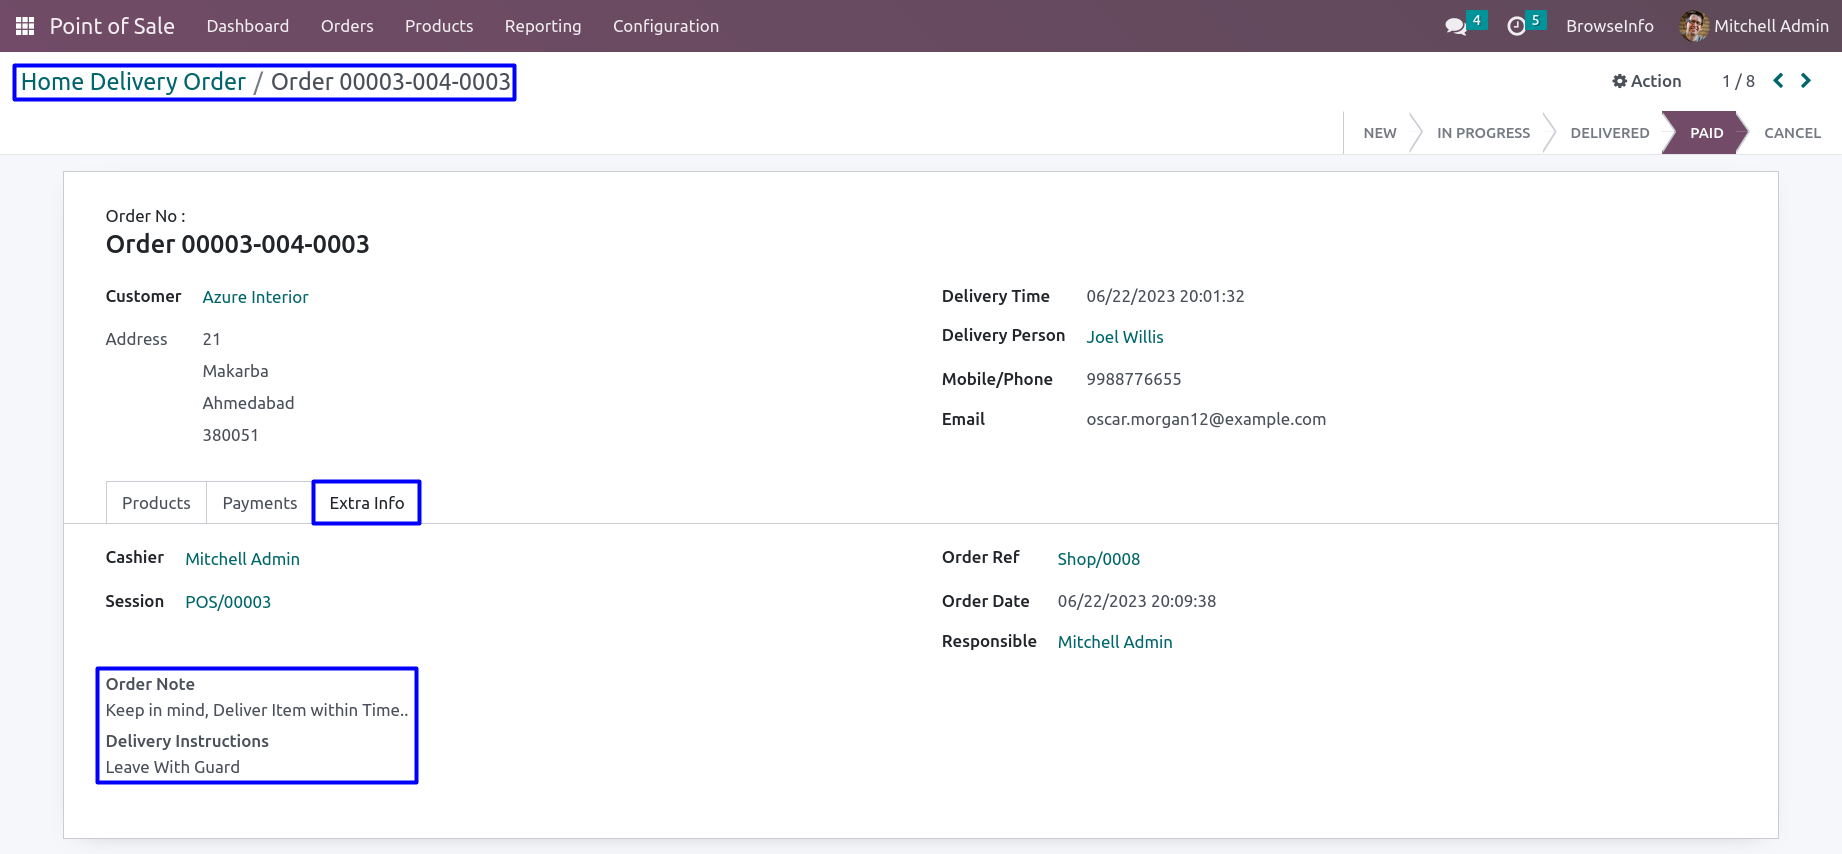 Point of Sale Dashboard Orders Products Reporting Configuration 4 5 BrowseInfo Mitchell Admin
Home Delivery Order / Order 00003-004-0003 Action 1 / 8
NEW IN PROGRESS DELIVERED PAID CANCEL
Order No :
Order 00003-004-0003
Customer Azure Interior Delivery Time 06/22/2023 20:01:32
Address 21 Delivery Person Joel Willis
Makarba Mobile/Phone 9988776655
Ahmedabad Email oscar.morgan12@example.com
380051
Products Payments Extra Info
Cashier Mitchell Admin Order Ref Shop/0008
Session POS/00003 Order Date 06/22/2023 20:09:38
Responsible Mitchell Admin
Order Note
Keep in mind, Deliver Item within Time..
Delivery Instructions
Leave With Guard